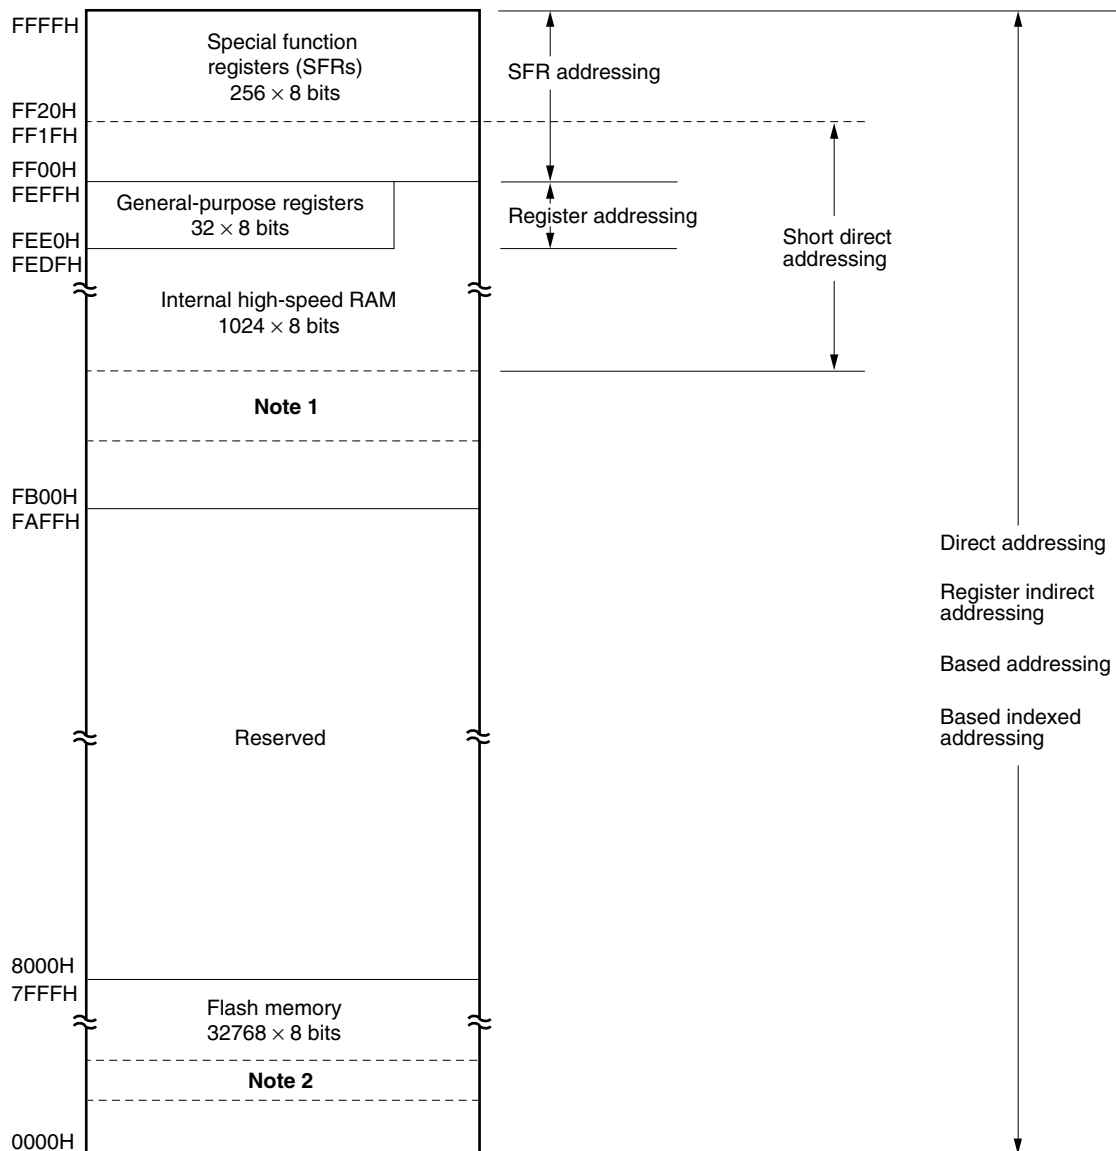 FFFFH
Special function
registers (SFRs)
256 × 8 bits
SFR addressing
FF20H
FF1FH
FF00H
FEFFH
General-purpose registers
32 × 8 bits
Register addressing
FEE0H
FEDFH
Short direct
addressing
Internal high-speed RAM
1024 × 8 bits
Note 1
FB00H
FAFFH
Direct addressing
Register indirect
addressing
Based addressing
Based indexed
addressing
Reserved
8000H
7FFFH
Flash memory
32768 × 8 bits
Note 2
0000H